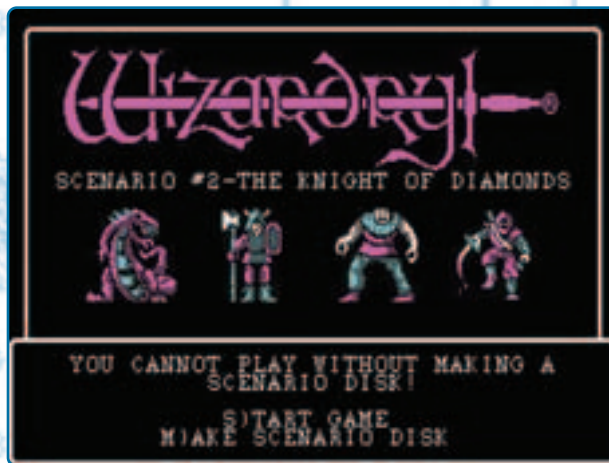 Wizardry®
SCENARIO #2-THE KNIGHT OF DIAMONDS
YOU CANNOT PLAY WITHOUT MAKING A
SCENARIO DISK!
S)TART GAME
M)AKE SCENARIO DISK